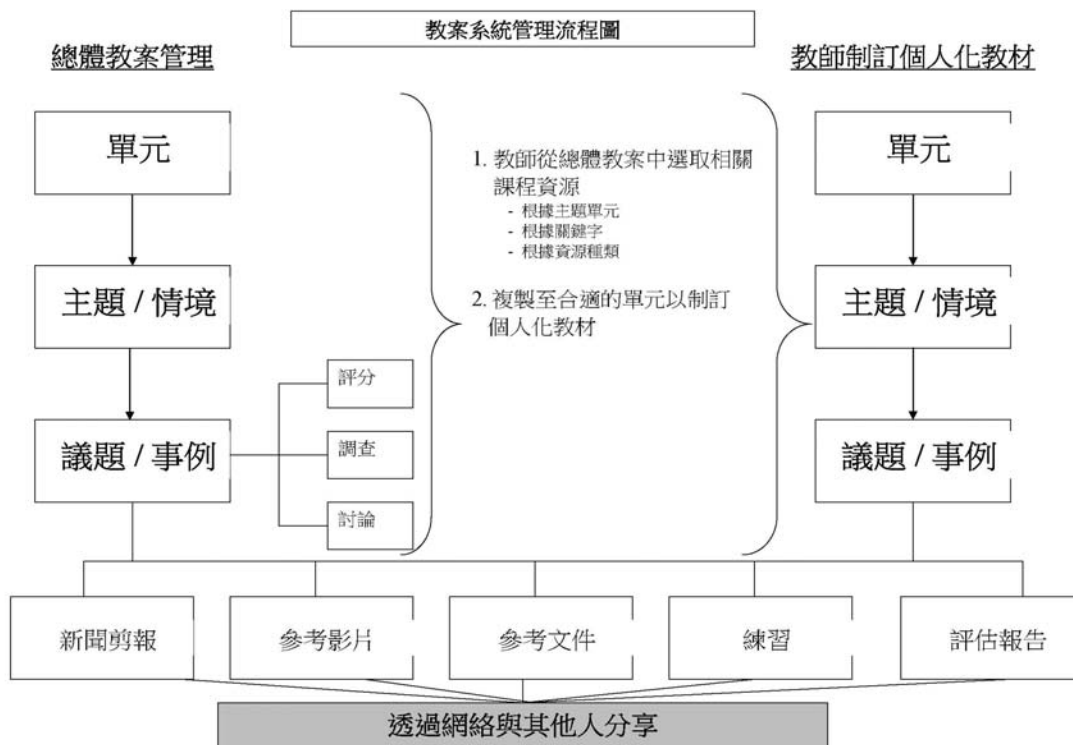 教案系統管理流程圖
總體教案管理
教師制訂個人化教材
單元
主題 / 情境
議題 / 事例
評分
調查
討論
1. 教師從總體教案中選取相關
課程資源
- 根據主題單元
- 根據關鍵字
- 根據資源種類
2. 複製至合適的單元以制訂
個人化教材
單元
主題 / 情境
議題 / 事例
新聞剪報
參考影片
參考文件
練習
評估報告
透過網絡與其他人分享